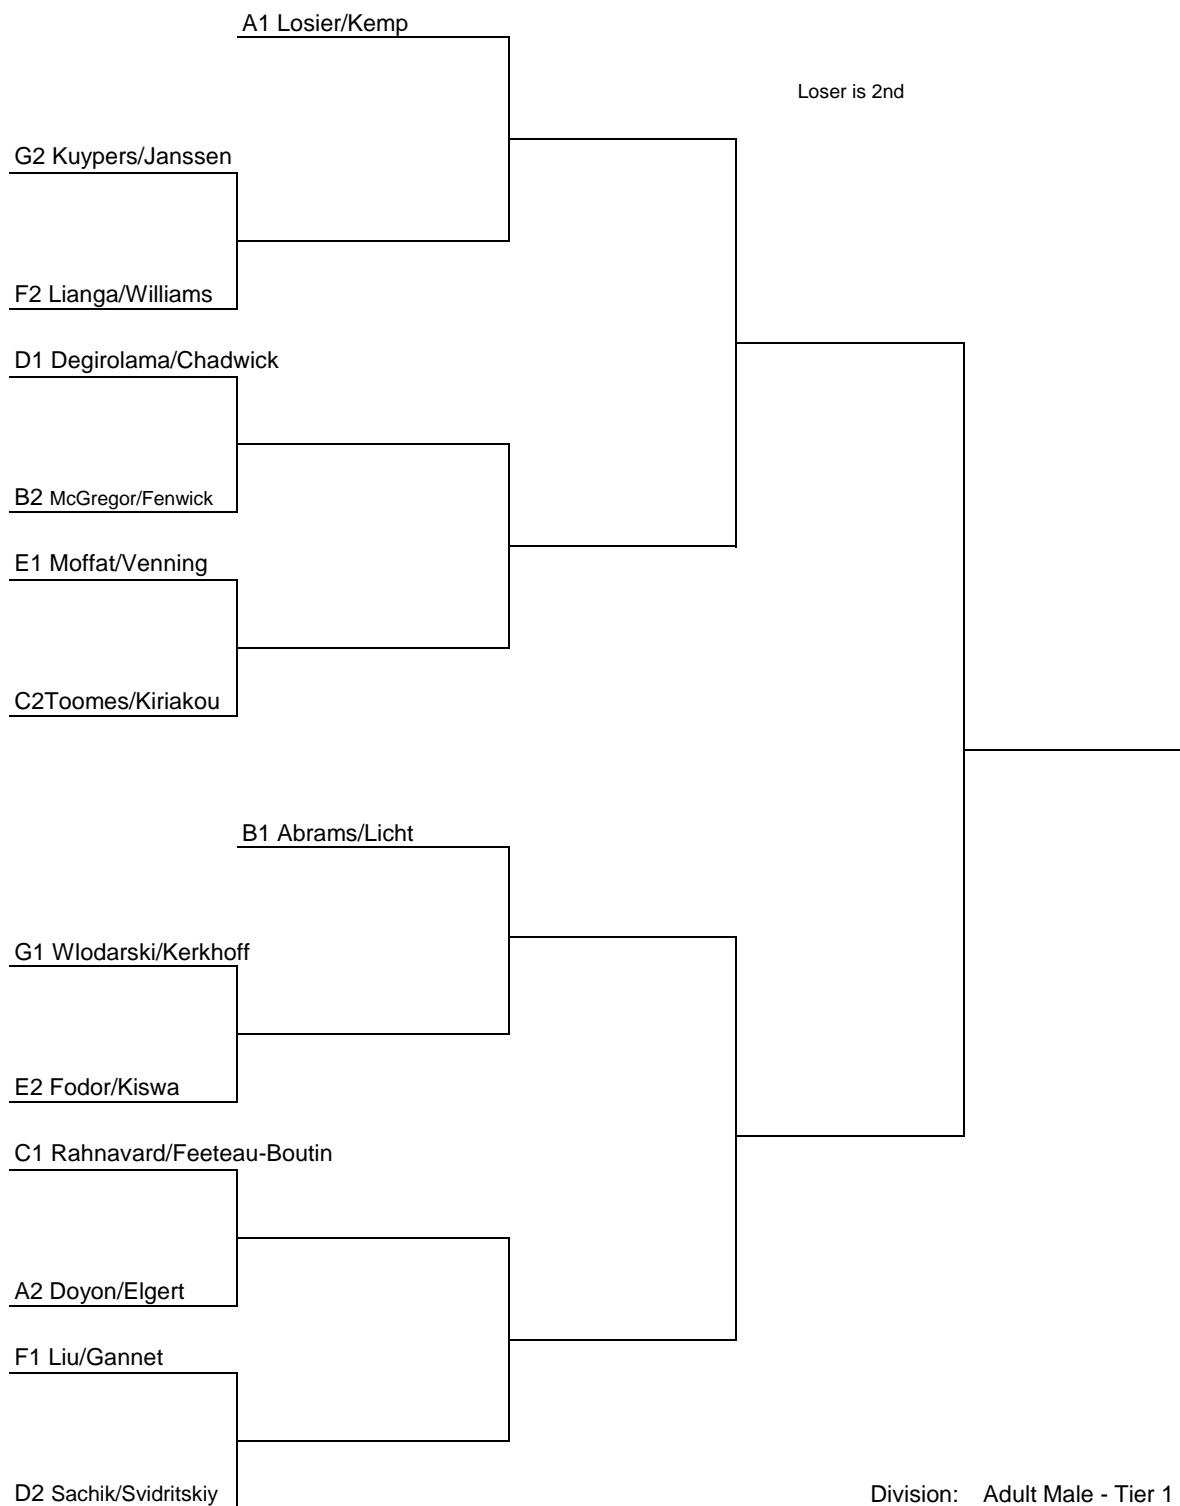 A1 Losier/Kemp
Loser is 2nd
G2 Kuypers/Janssen
F2 Lianga/Williams
D1 Degirolama/Chadwick
B2 McGregor/Fenwick
E1 Moffat/Venning
C2Toomes/Kiriakou
B1 Abrams/Licht
G1 Wlodarski/Kerkhoff
E2 Fodor/Kiswa
C1 Rahnavard/Feeteau-Boutin
A2 Doyon/Elgert
F1 Liu/Gannet
D2 Sachik/Svidritskiy
Division: Adult Male - Tier 1